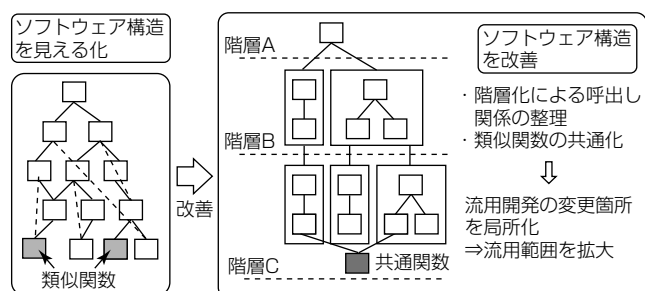 ソフトウェア構造
を見える化
類似関数
改善
階層A
階層B
階層C
共通関数
ソフトウェア構造
を改善
・階層化による呼出し
関係の整理
・類似関数の共通化
流用開発の変更箇所
を局所化
⇒流用範囲を拡大